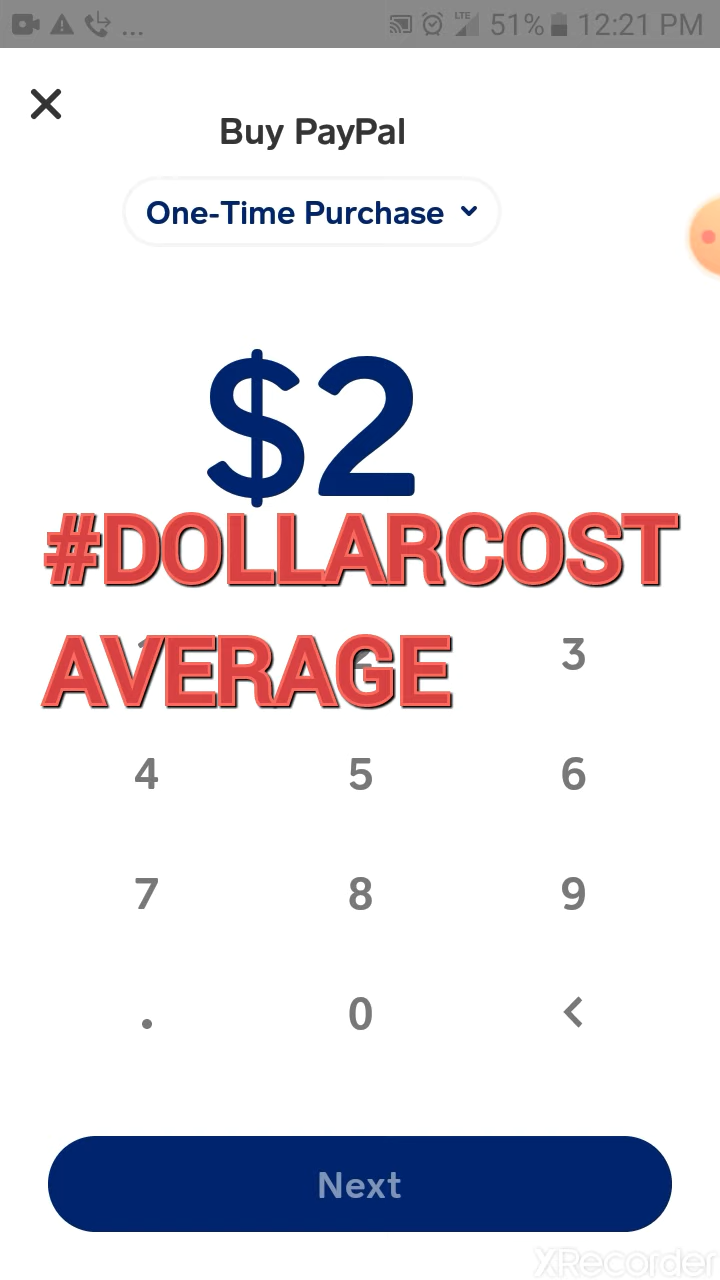 ... LTE 51% 12:21 PM
Buy PayPal
One-Time Purchase
$2
#DOLLARCOST
AVERAGE
3
4 5 6
7 8 9
. 0 <
Next
XRecorder